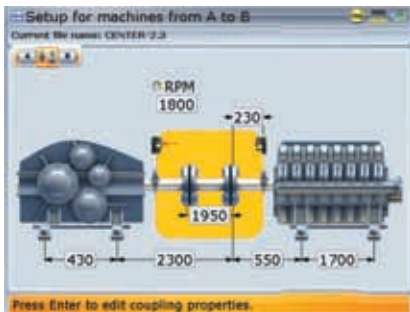 Setup for machines from A to B
Current file name: CENTER/2.3
RPM
1800
230
1950
430
2300
550
1700
Press Enter to edit coupling properties.